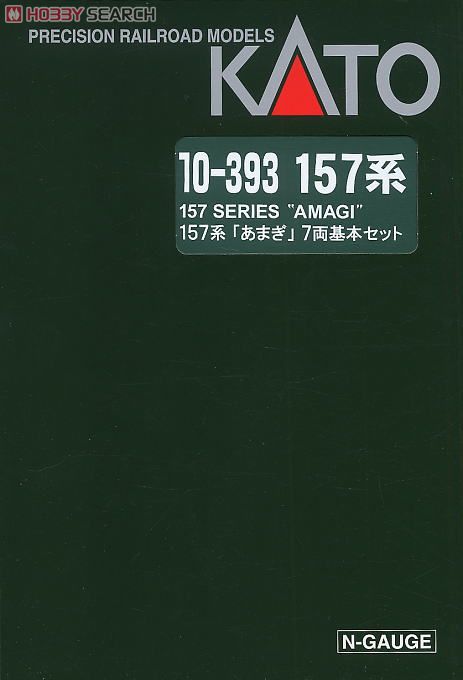 HOBBY SEARCH
PRECISION RAILROAD MODELS
KATO
10-393 157系
157 SERIES "AMAGI"
157系「あまぎ」7両基本セット
N-GAUGE